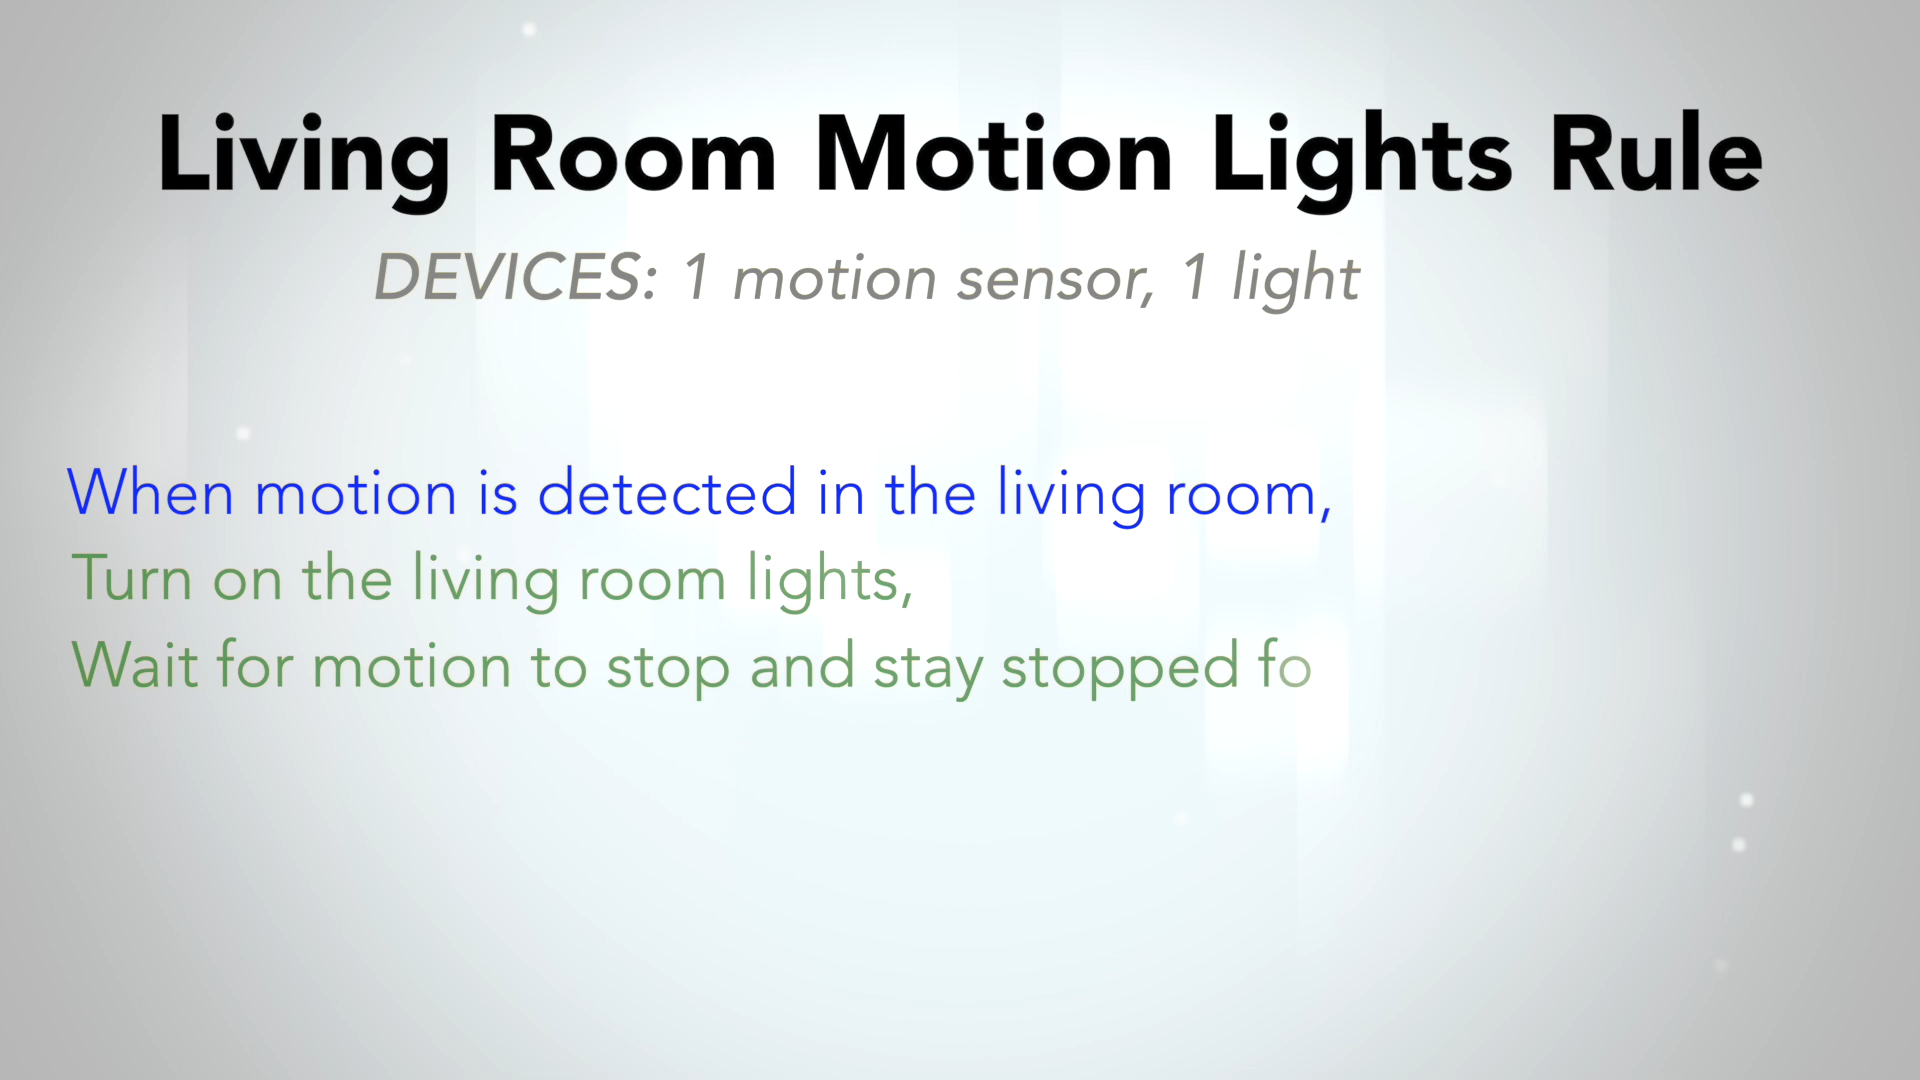 Living Room Motion Lights Rule
DEVICES: 1 motion sensor, 1 light
When motion is detected in the living room,
Turn on the living room lights,
Wait for motion to stop and stay stopped fo